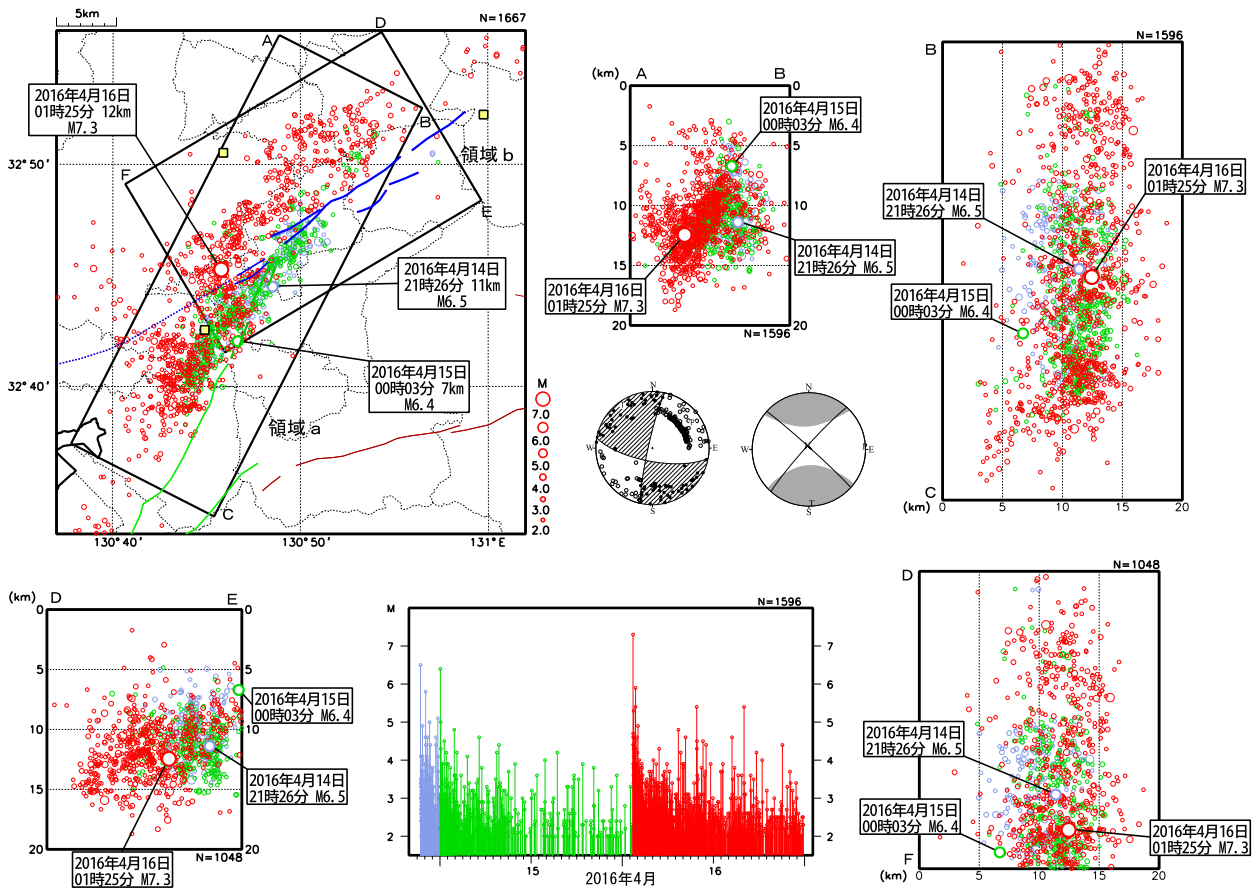 5km
N=1667
A
D
2016年4月16日
01時25分 12km
M7.3
B
領域b
32°50′
F
E
2016年4月14日
21時26分 11km
M6.5
2016年4月15日
00時03分 7km
M6.4
32°40′
領域a
C
130°40′
130°50′
131°E
M
7.0
6.0
5.0
4.0
3.0
2.0
(km)
A
B
0
0
5
5
10
10
15
15
20
20
2016年4月15日
00時03分 M6.4
2016年4月14日
21時26分 M6.5
2016年4月16日
01時25分 M7.3
N=1596
N
W
E
S
N
W
P
E
T
S
N=1596
B
2016年4月16日
01時25分 M7.3
2016年4月14日
21時26分 M6.5
2016年4月15日
00時03分 M6.4
C
(km)
0
5
10
15
20
(km)
D
E
0
0
5
5
10
10
15
15
20
20
2016年4月15日
00時03分 M6.4
2016年4月14日
21時26分 M6.5
2016年4月16日
01時25分 M7.3
N=1048
M
N=1596
7
7
6
6
5
5
4
4
3
3
2
2
15
16
2016年4月
N=1048
D
2016年4月14日
21時26分 M6.5
2016年4月15日
00時03分 M6.4
2016年4月16日
01時25分 M7.3
F
(km)
0
5
10
15
20